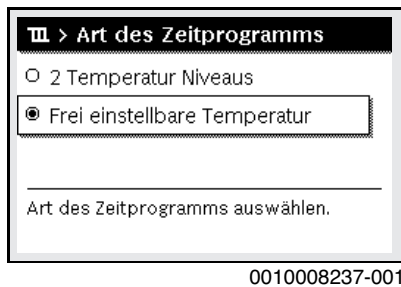 > Art des Zeitprogramms
2 Temperatur Niveaus
Frei einstellbare Temperatur
Art des Zeitprogramms auswählen.
0010008237-001